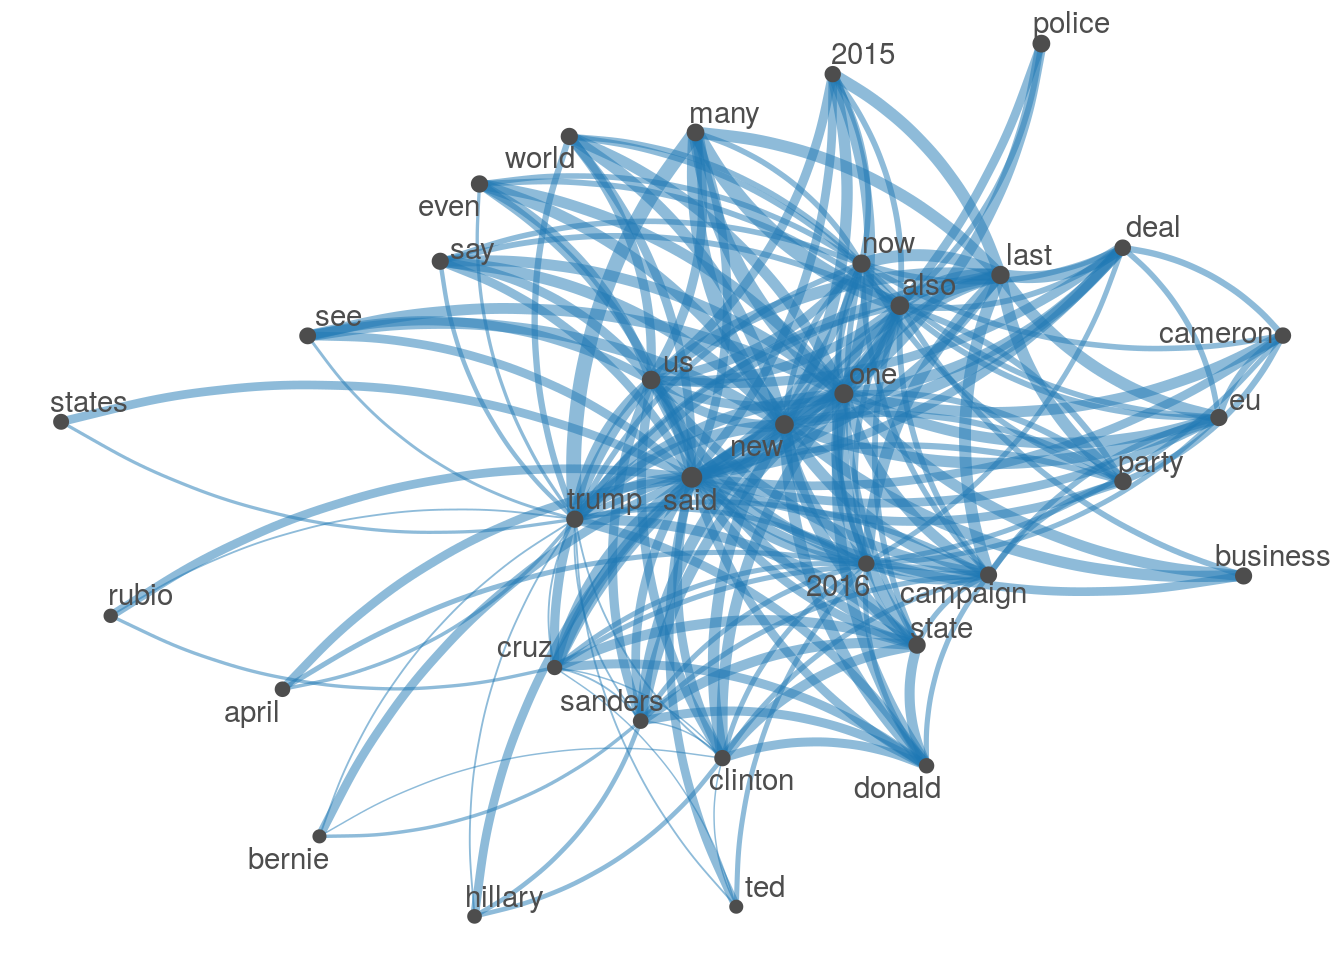 police
2015
many
world
even
say
now
deal
last
also
see
cameron
us
one
states
eu
new
party
trump
said
business
2016
campaign
rubio
state
cruz
sanders
april
clinton
donald
bernie
ted
hillary